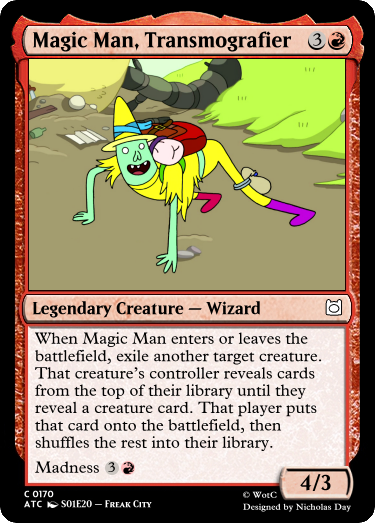 Magic Man, Transmografier 3
Legendary Creature — Wizard
When Magic Man enters or leaves the
battlefield, exile another target creature.
That creature's controller reveals cards
from the top of their library until they
reveal a creature card. That player puts
that card onto the battlefield, then
shuffles the rest into their library.
Madness 3
4/3
C 0170
ATC S01E20 – Freak City
© WotC
Designed by Nicholas Day